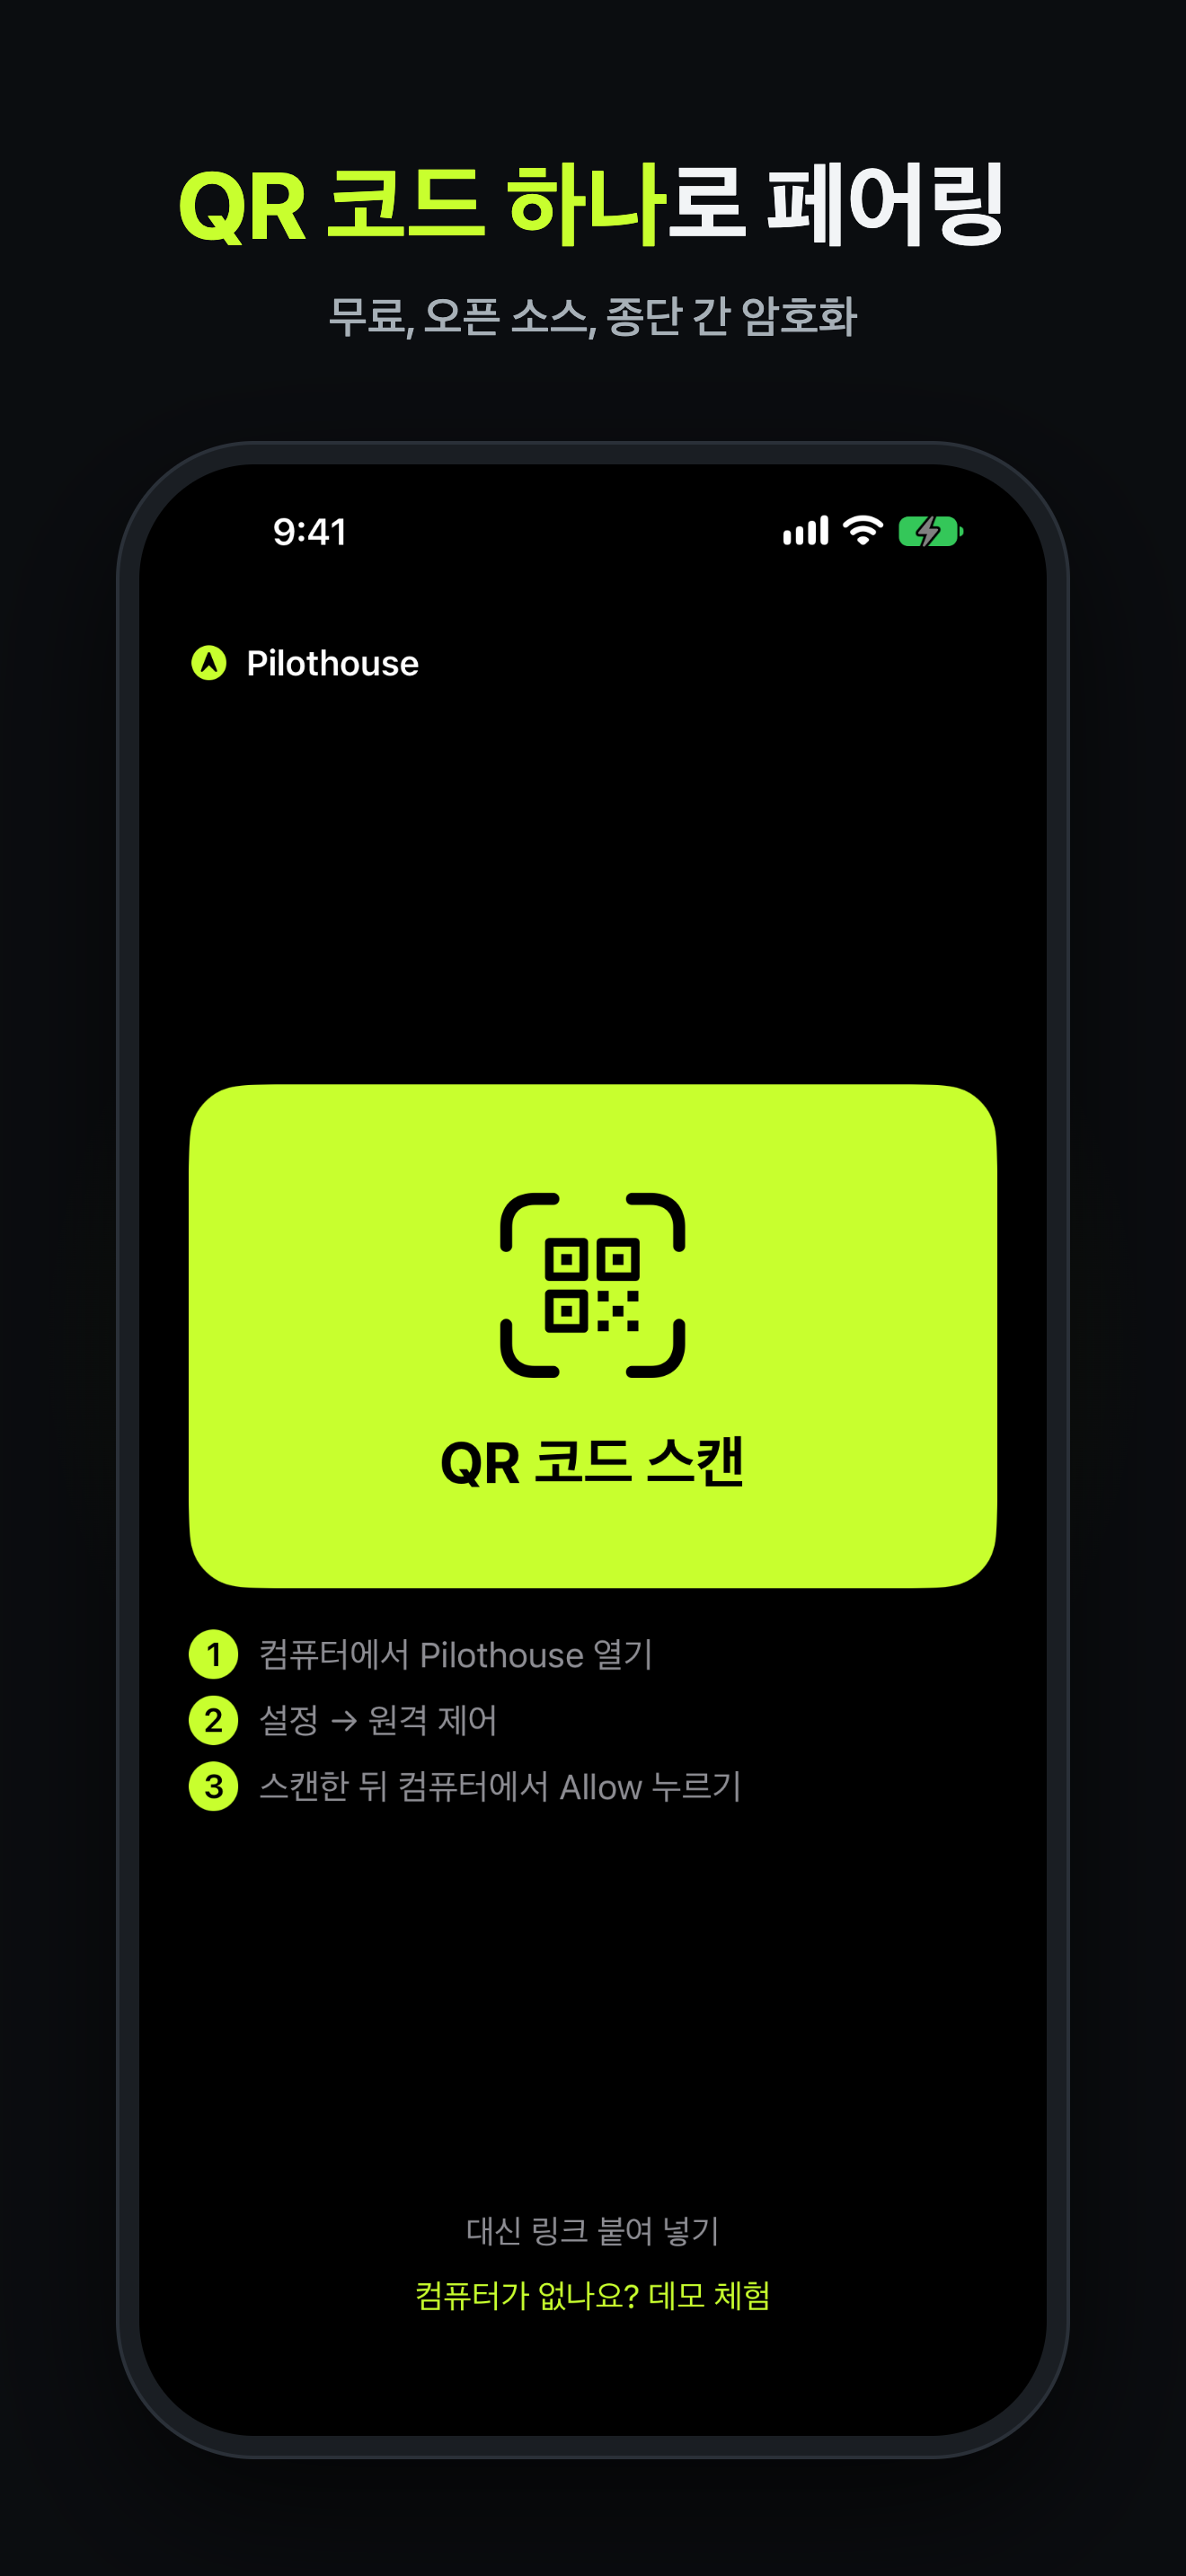 QR 코드 하나로 페어링
무료, 오픈 소스, 종단 간 암호화
9:41
Pilothouse
QR 코드 스캔
1 컴퓨터에서 Pilothouse 열기
2 설정 → 원격 제어
3 스캔한 뒤 컴퓨터에서 Allow 누르기
대신 링크 붙여 넣기
컴퓨터가 없나요? 데모 체험